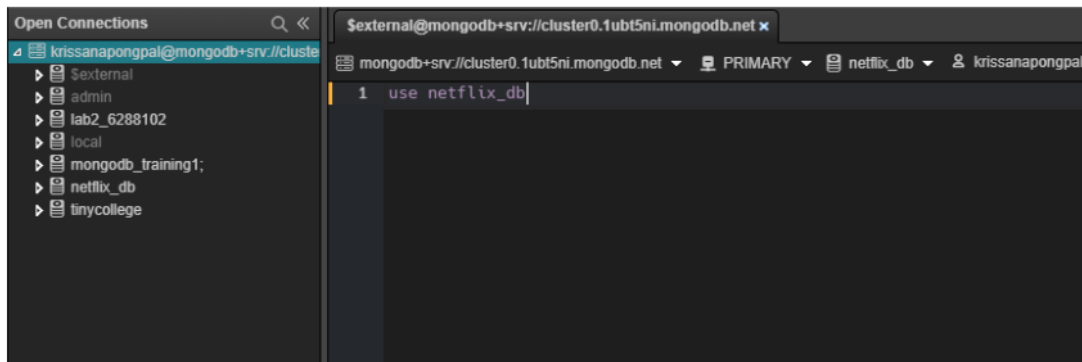 Open Connections
krissanapongpal@mongodb+srv://cluste
$external
admin
lab2_6288102
local
mongodb_training1;
netflix_db
tinycollege
$external@mongodb+srv://cluster0.1ubt5ni.mongodb.net x
mongodb+srv://cluster0.1ubt5ni.mongodb.net PRIMARY netflix_db krissanapongpal
1 use netflix_db